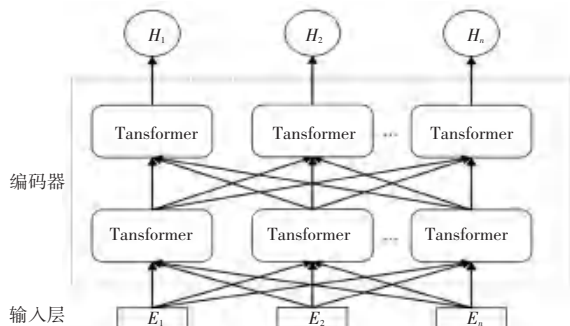 H₁ H₂ Hₙ
Tansformer Tansformer ... Tansformer
编码器
Tansformer Tansformer ... Tansformer
输入层 E₁ E₂ Eₙ